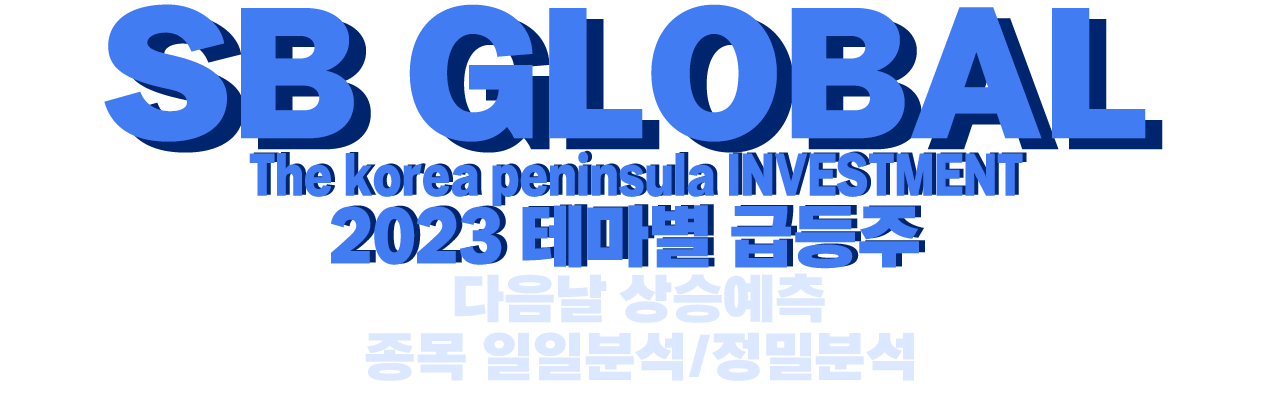 SB GLOBAL
The korea peninsula INVESTMENT
2023 테마별 급등주
다음날 상승예측
종목 일일분석/정밀분석